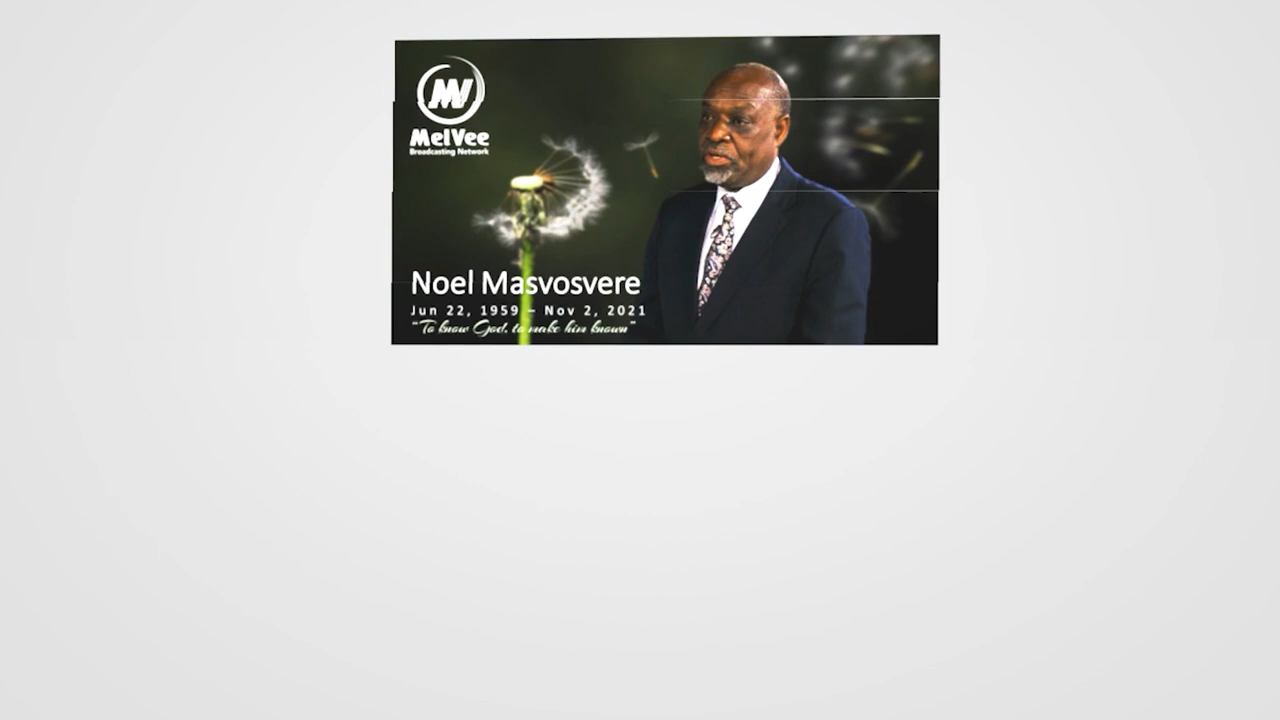 MV
MelVee
Broadcasting Network
Noel Masvosvere
Jun 22, 1959 – Nov 2, 2021
"To know God, to make him known"